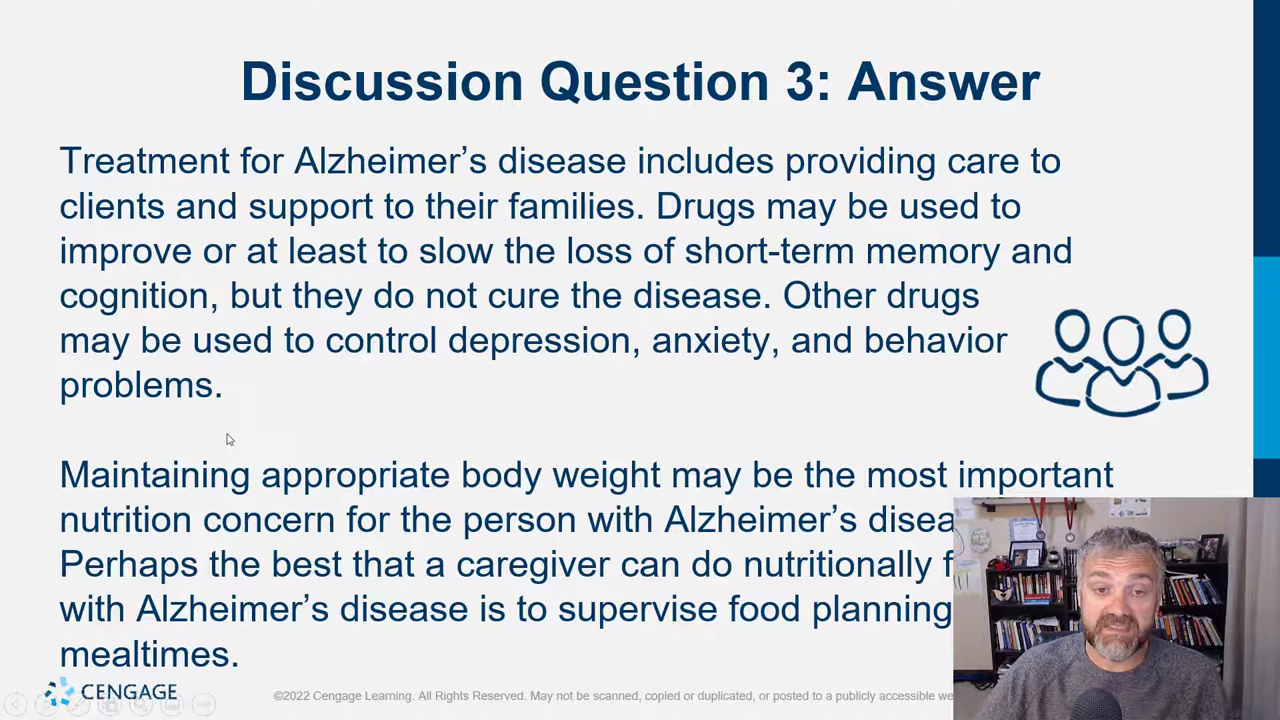 Discussion Question 3: Answer
Treatment for Alzheimer’s disease includes providing care to
clients and support to their families. Drugs may be used to
improve or at least to slow the loss of short-term memory and
cognition, but they do not cure the disease. Other drugs
may be used to control depression, anxiety, and behavior
problems.
Maintaining appropriate body weight may be the most important
nutrition concern for the person with Alzheimer’s
Perhaps the best that a caregiver can do nutritionally
with Alzheimer’s disease is to supervise food planning
mealtimes.
CENGAGE
©2022 Cengage Learning. All Rights Reserved. May not be scanned, copied or duplicated, or posted to a publicly accessible